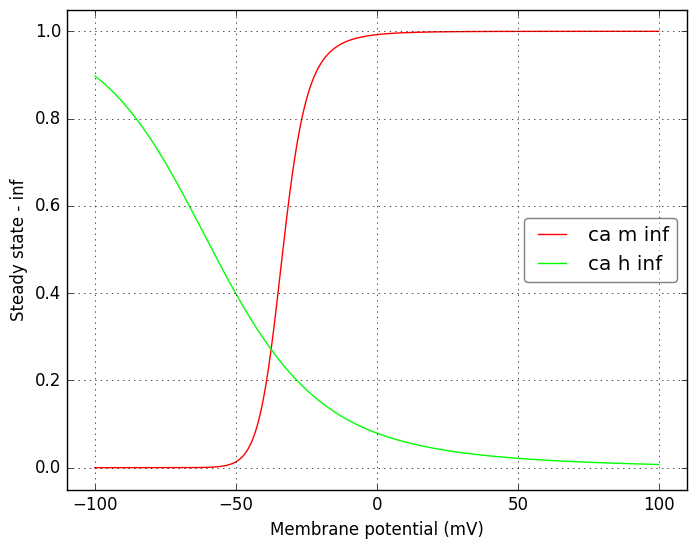 1.0
0.8
0.6
0.4
0.2
0.0
Steady state - inf
ca m inf
ca h inf
−100
−50
0
50
100
Membrane potential (mV)